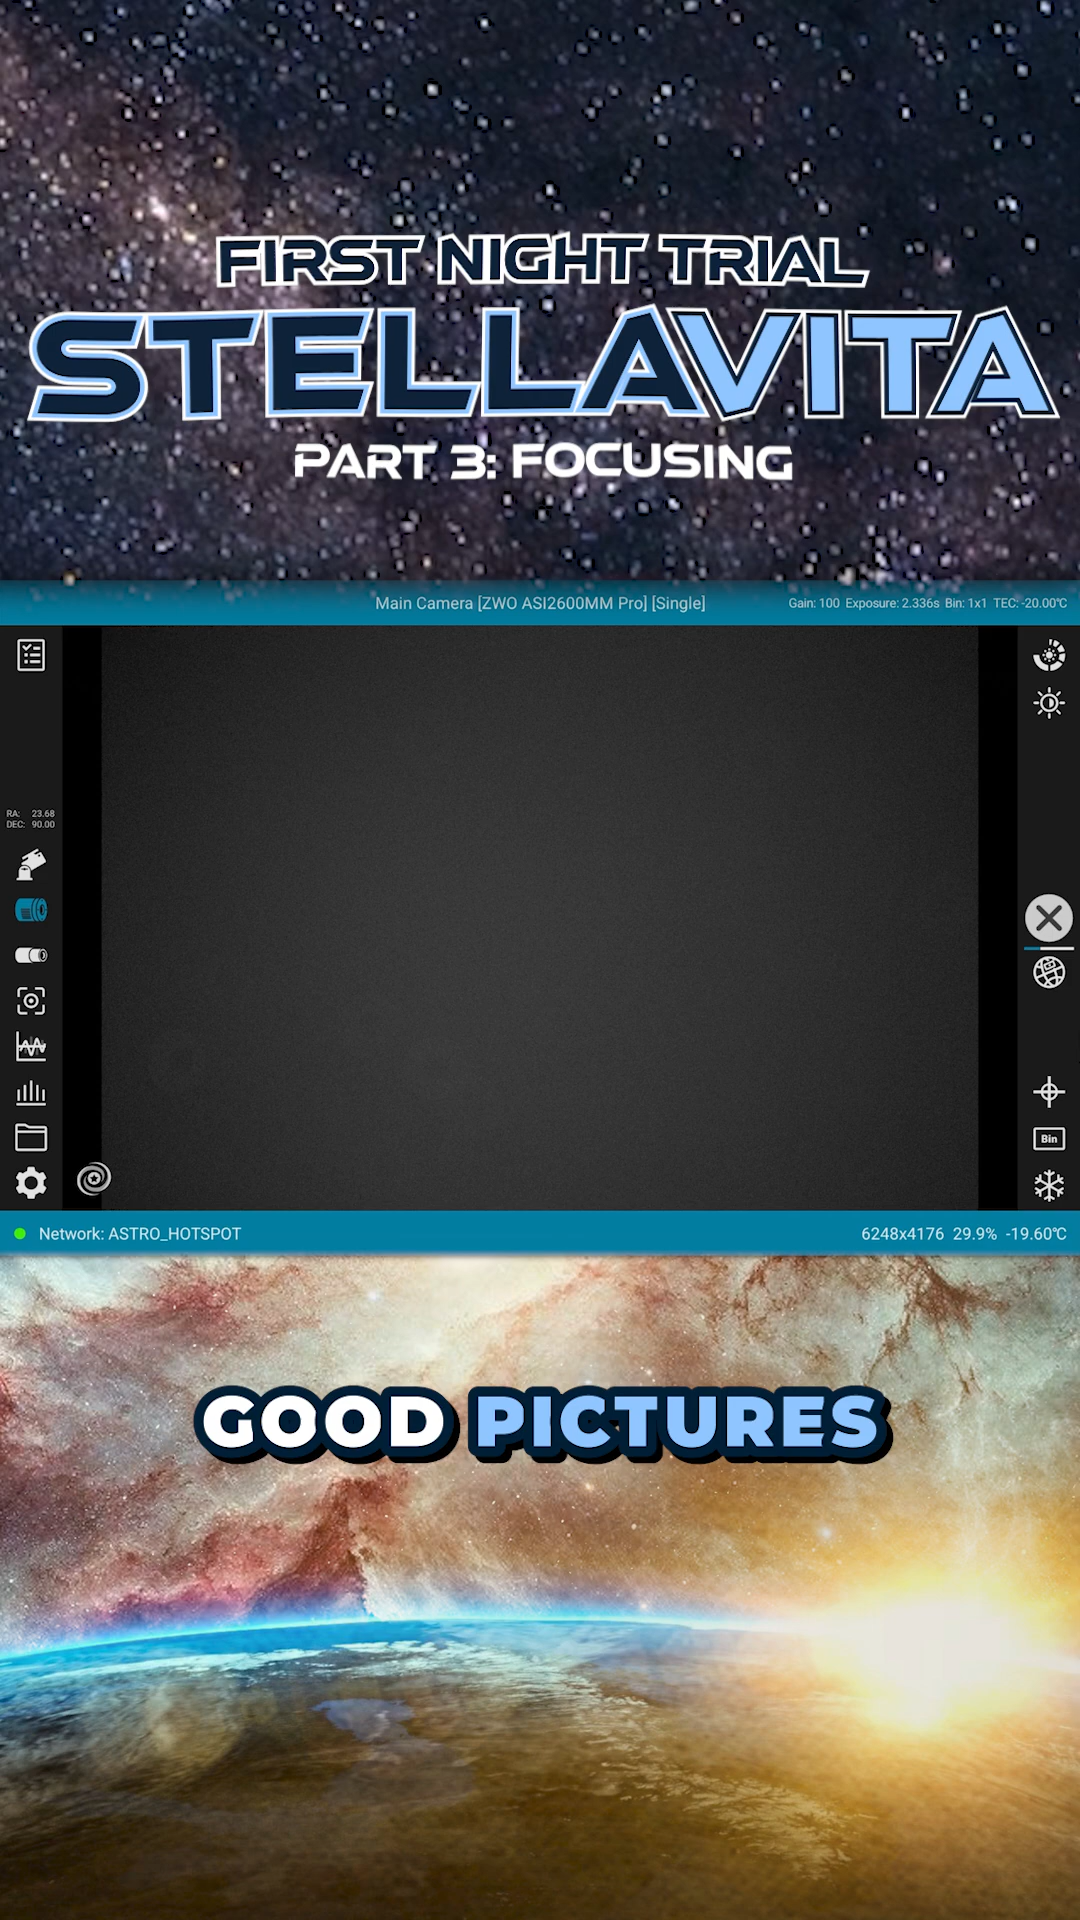 FIRST NIGHT TRIAL
STELLAVITA
PART 3: FOCUSING
Main Camera [ZWO ASI2600MM Pro] [Single]
Gain: 100 Exposure: 2.336s Bin: 1x1 TEC: -20.00℃
RA: 23.68
DEC: 90.00
Bin
Network: ASTRO_HOTSPOT
6248x4176 29.9% -19.60℃
GOOD PICTURES